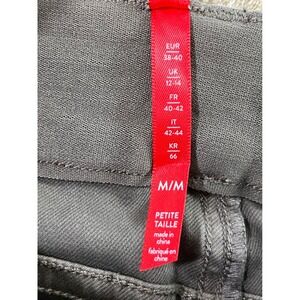 EUR
38-40
UK
12-14
FR
40-42
IT
42-44
KR
66
M/M
PETITE
TAILLE
made in
china
fabriqué en
chine